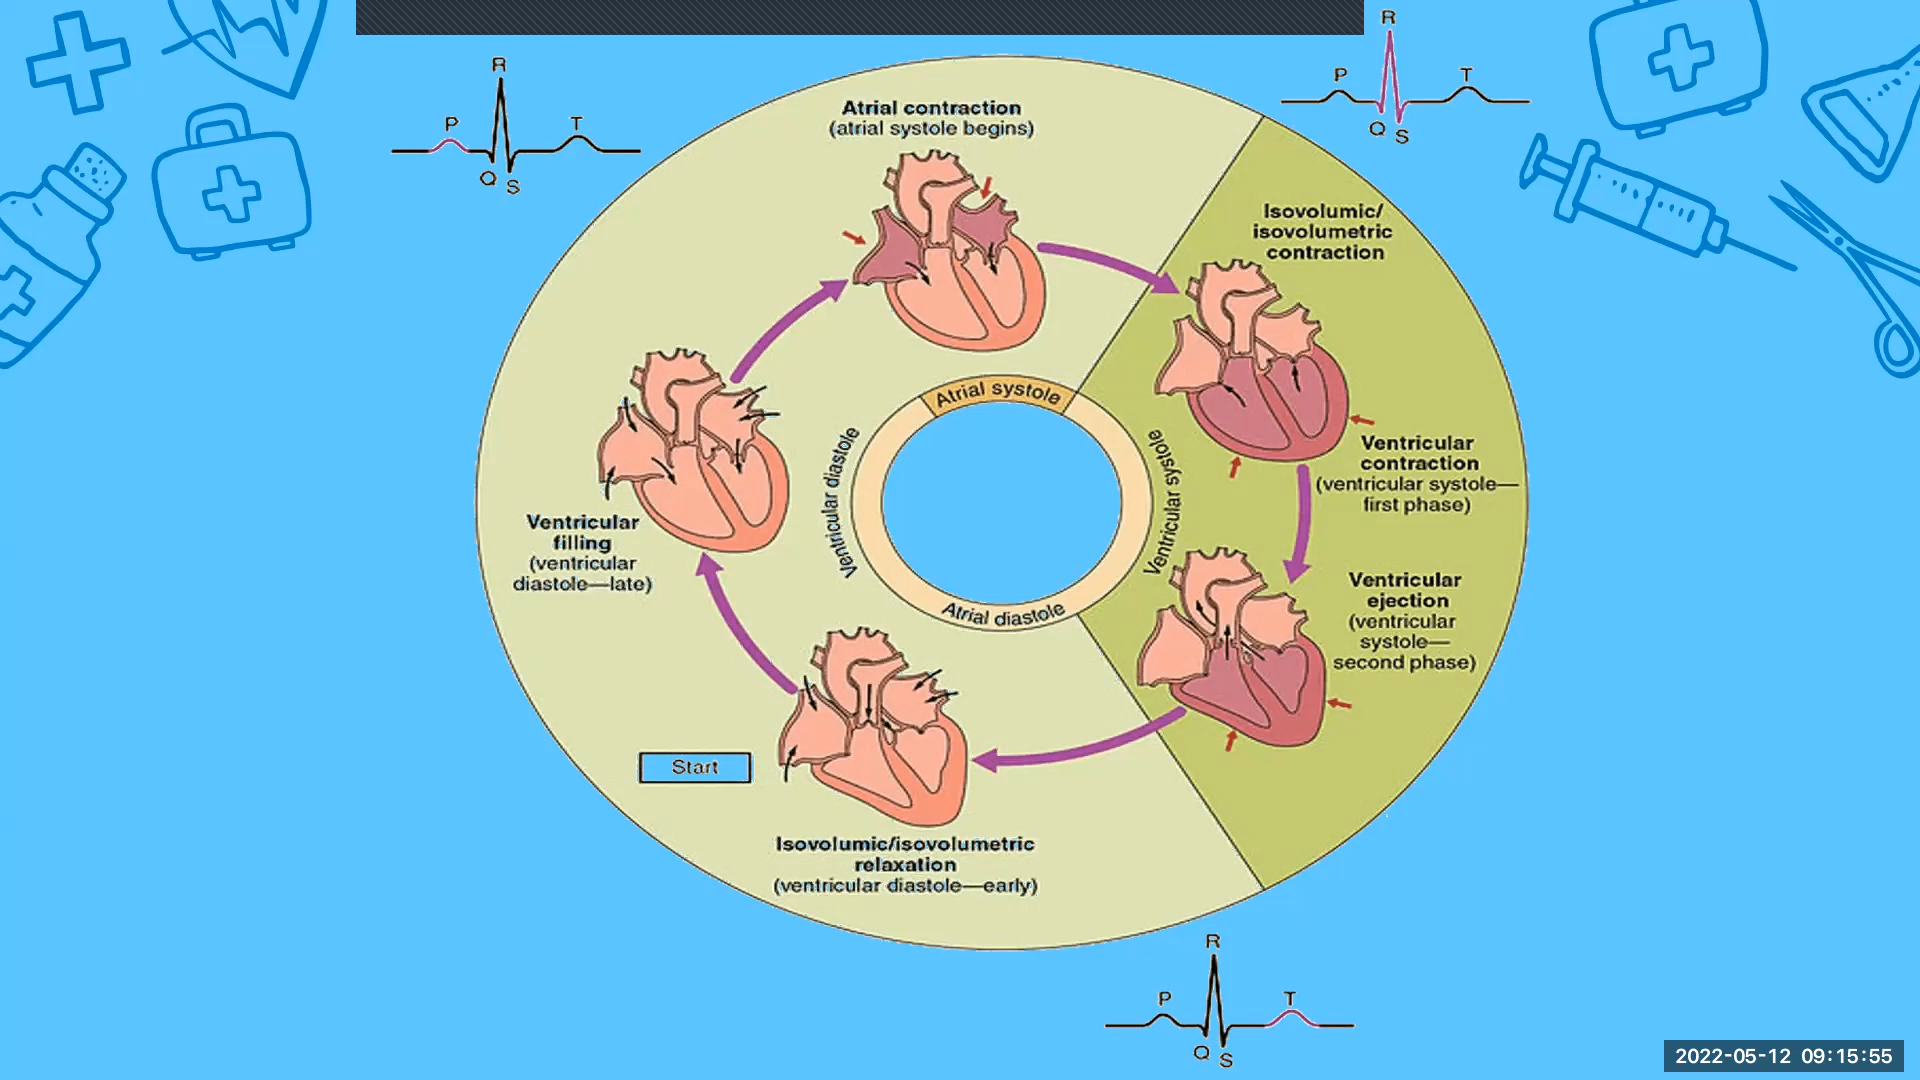 R
P
T
Q
S
R
P
T
Q
S
Atrial contraction
(atrial systole begins)
Isovolumic/
isovolumetric
contraction
Ventricular
contraction
(ventricular systole—
first phase)
Ventricular
ejection
(ventricular
systole—
second phase)
Isovolumic/isovolumetric
relaxation
(ventricular diastole—early)
Start
Ventricular
filling
(ventricular
diastole—late)
Atrial systole
Ventricular systole
Atrial diastole
Ventricular diastole
R
P
T
Q
S
2022-05-12 09:15:55